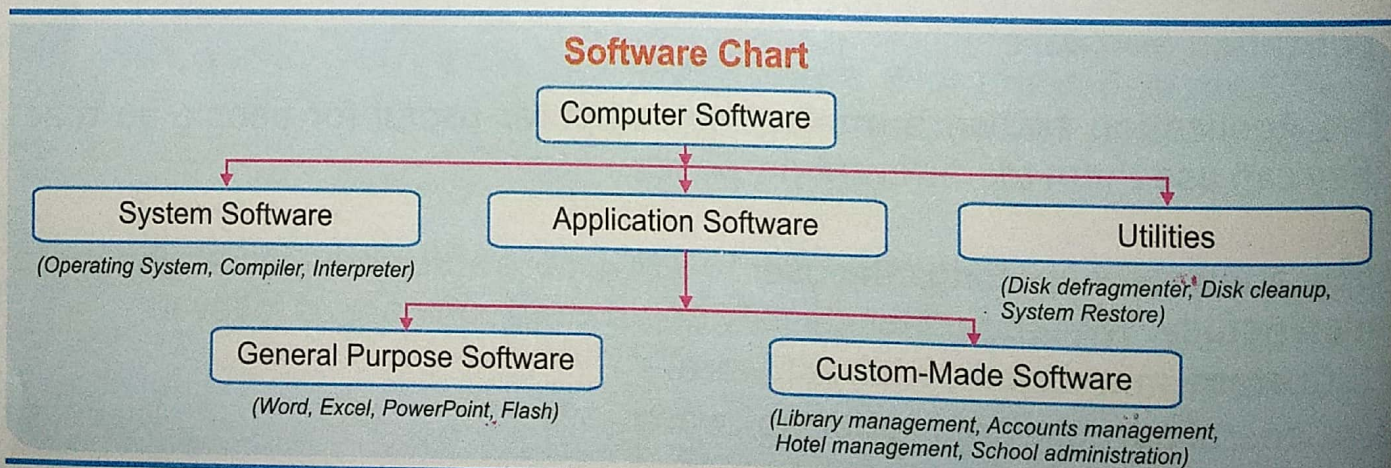 Software Chart
Computer Software
System Software
Application Software
Utilities
(Operating System, Compiler, Interpreter)
(Disk defragmenter, Disk cleanup,
System Restore)
General Purpose Software
Custom-Made Software
(Word, Excel, PowerPoint, Flash)
(Library management, Accounts management,
Hotel management, School administration)